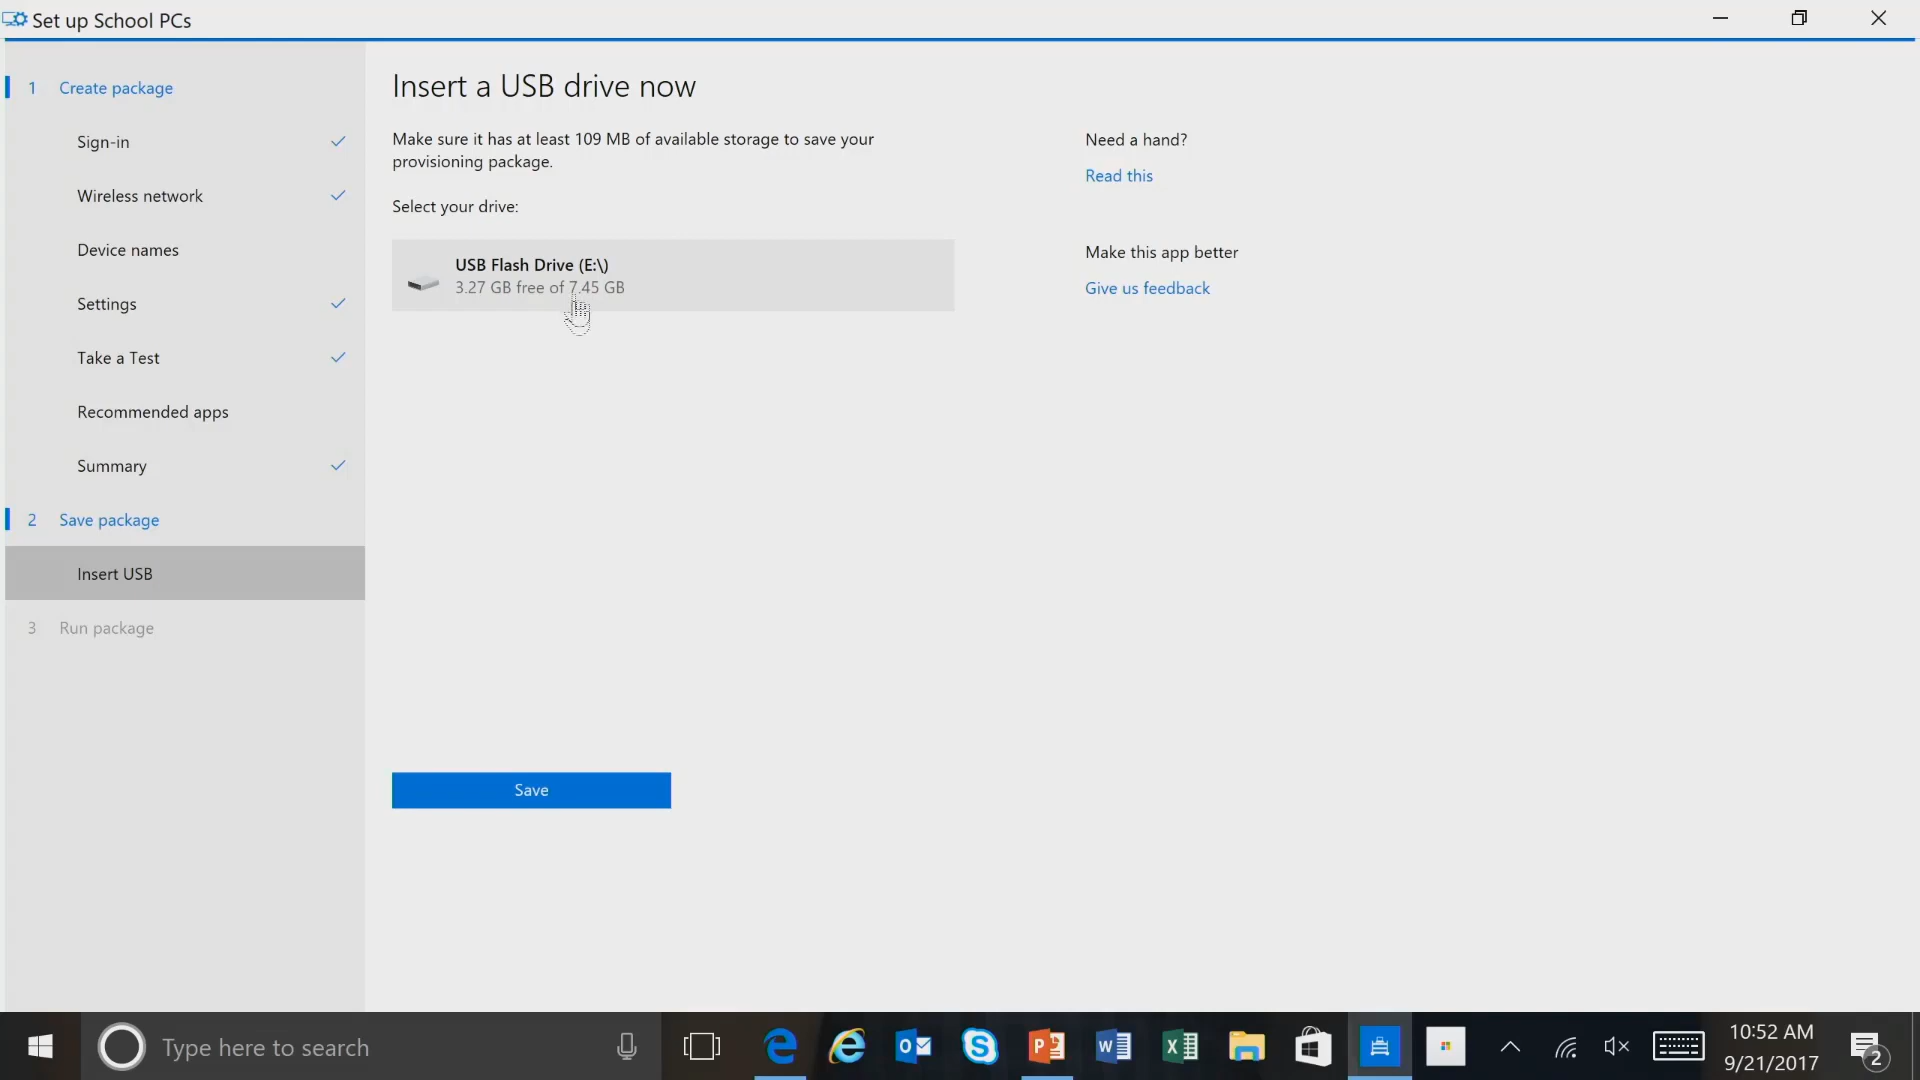 Set up School PCs
1 Create package
Sign-in
Wireless network
Device names
Settings
Take a Test
Recommended apps
Summary
2 Save package
Insert USB
3 Run package
Insert a USB drive now
Make sure it has at least 109 MB of available storage to save your
provisioning package.
Select your drive:
USB Flash Drive (E:\)
3.27 GB free of 7.45 GB
Save
Need a hand?
Read this
Make this app better
Give us feedback
Type here to search
10:52 AM
9/21/2017
2